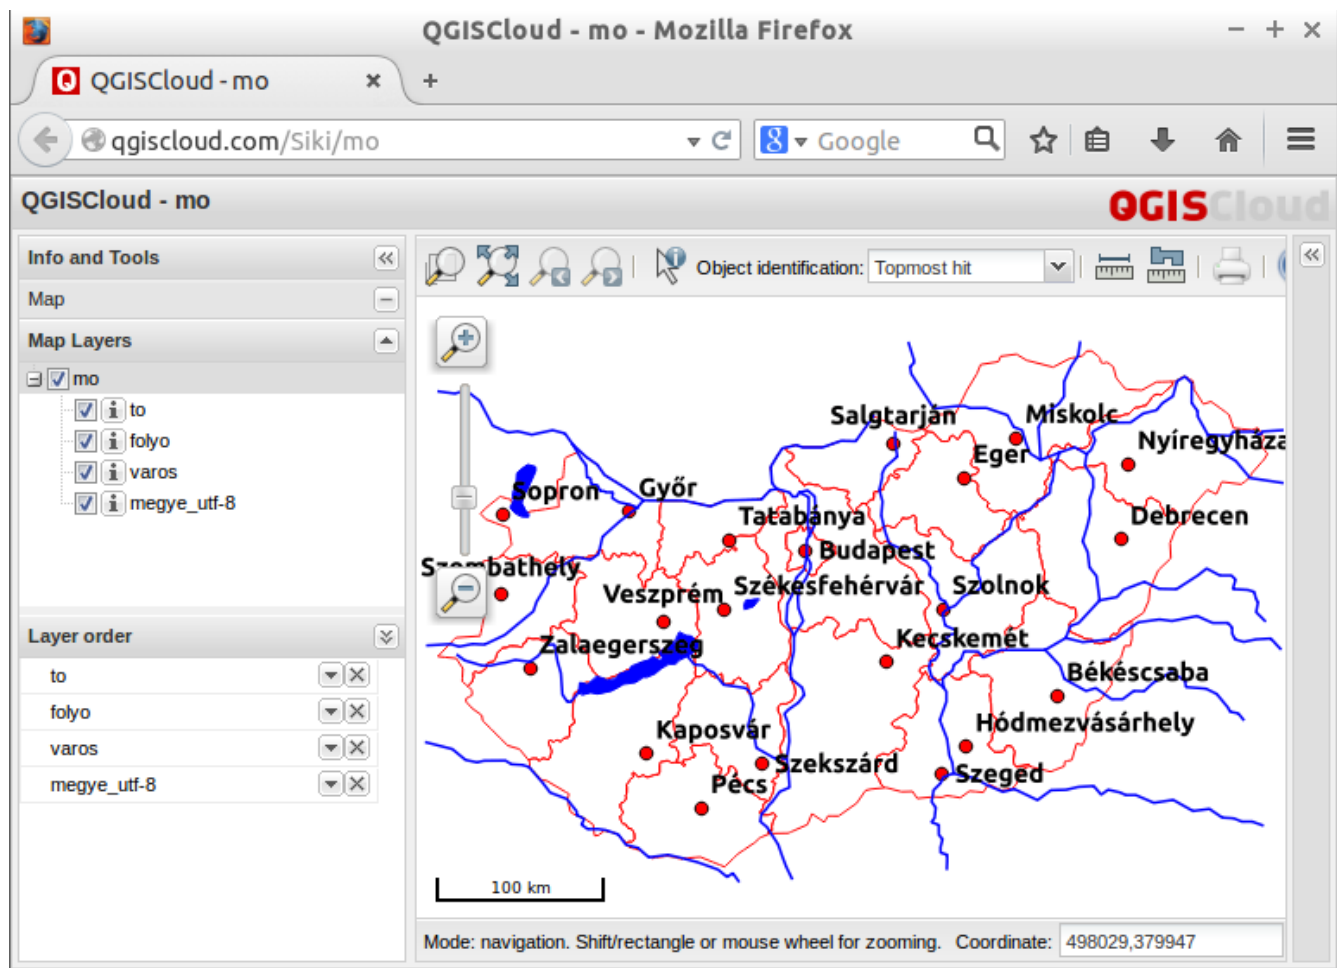 QGISCloud - mo - Mozilla Firefox
QGISCloud - mo
qgiscloud.com/Siki/mo
Google
QGISCloud - mo
QGISCloud
Info and Tools
Map
Map Layers
mo
to
folyo
varos
megye_utf-8
Layer order
to
folyo
varos
megye_utf-8
Object identification: Topmost hit
Salgtarján
Miskolc
Nyíregyháza
Eger
Sopron
Győr
Tatabánya
Debrecen
Budapest
Szombathely
Veszprém
Székesfehérvár
Szolnok
Zalaegerszeg
Kecskemét
Békéscsaba
Kaposvár
Hódmezvásárhely
Szekszárd
Szeged
Pécs
100 km
Mode: navigation. Shift/rectangle or mouse wheel for zooming. Coordinate: 498029,379947